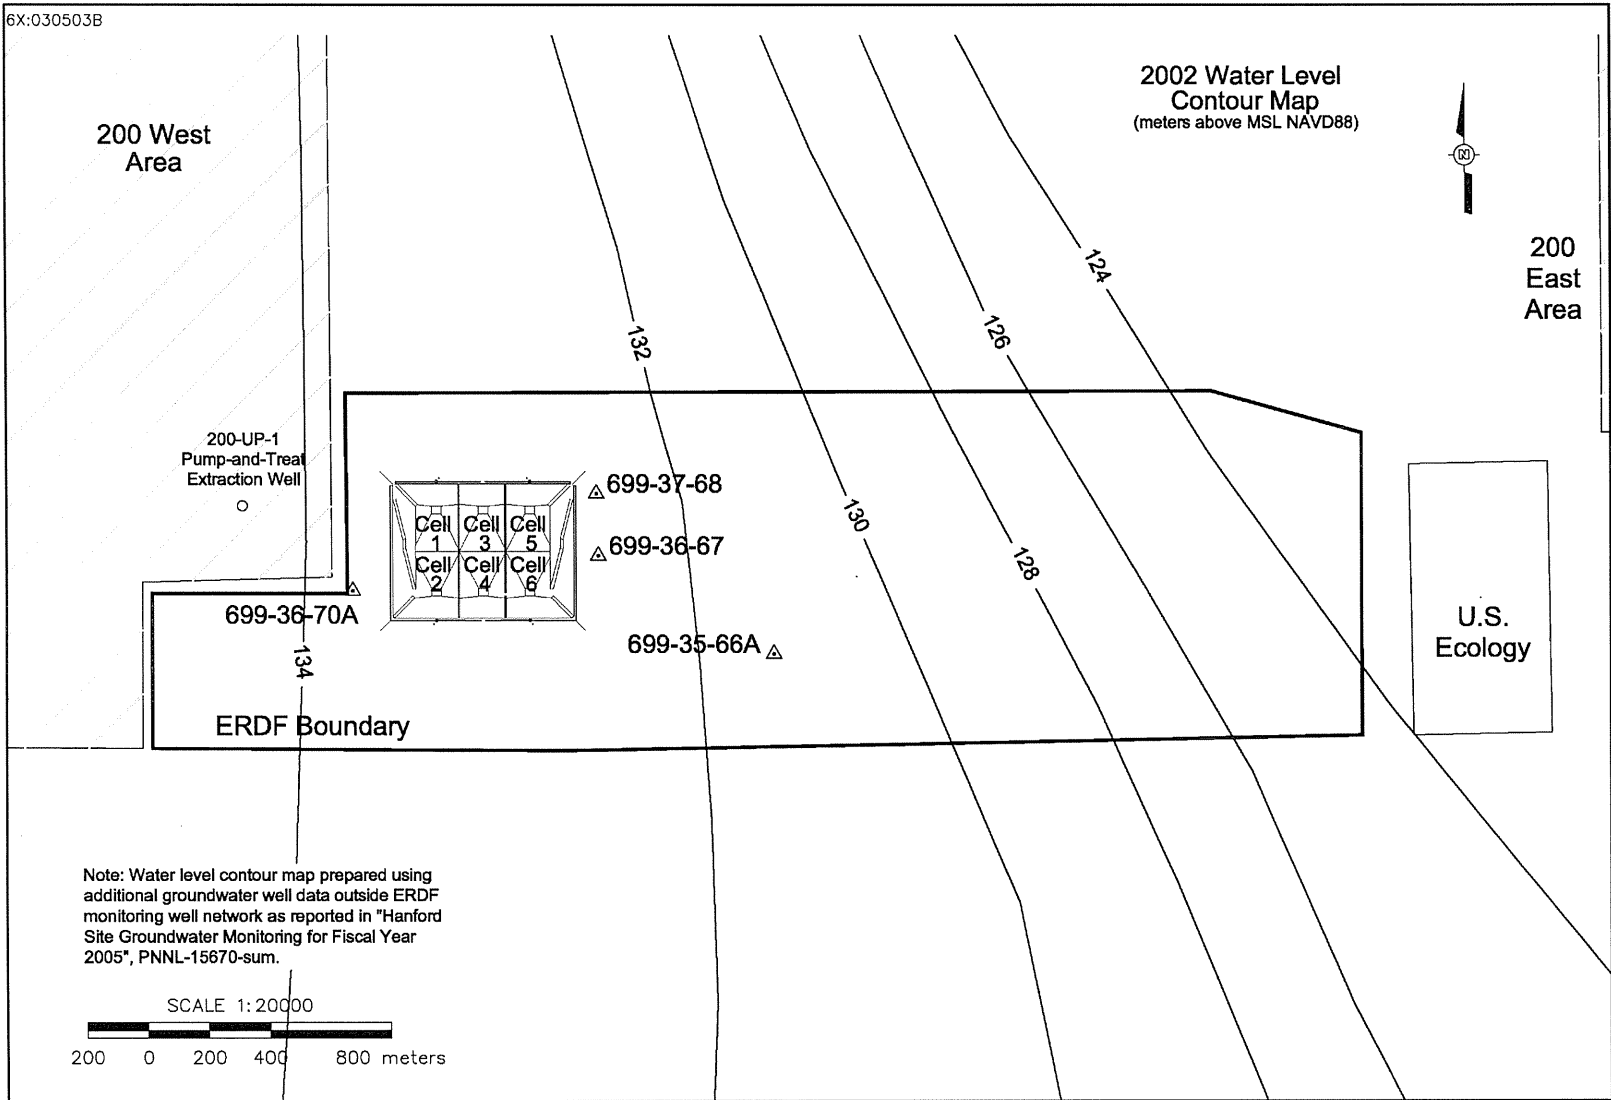 6X:030503B
2002 Water Level
Contour Map
(meters above MSL NAVD88)
N
200 West
Area
200
East
Area
124
126
132
200-UP-1
Pump-and-Treat
Extraction Well
699-37-68
130
Cell
1
Cell
3
Cell
5
699-36-67
128
Cell
2
Cell
4
Cell
6
699-36-70A
699-35-66A
U.S.
Ecology
134
ERDF Boundary
Note: Water level contour map prepared using
additional groundwater well data outside ERDF
monitoring well network as reported in "Hanford
Site Groundwater Monitoring for Fiscal Year
2005", PNNL-15670-sum.
SCALE 1:20000
200 0 200 400 800 meters